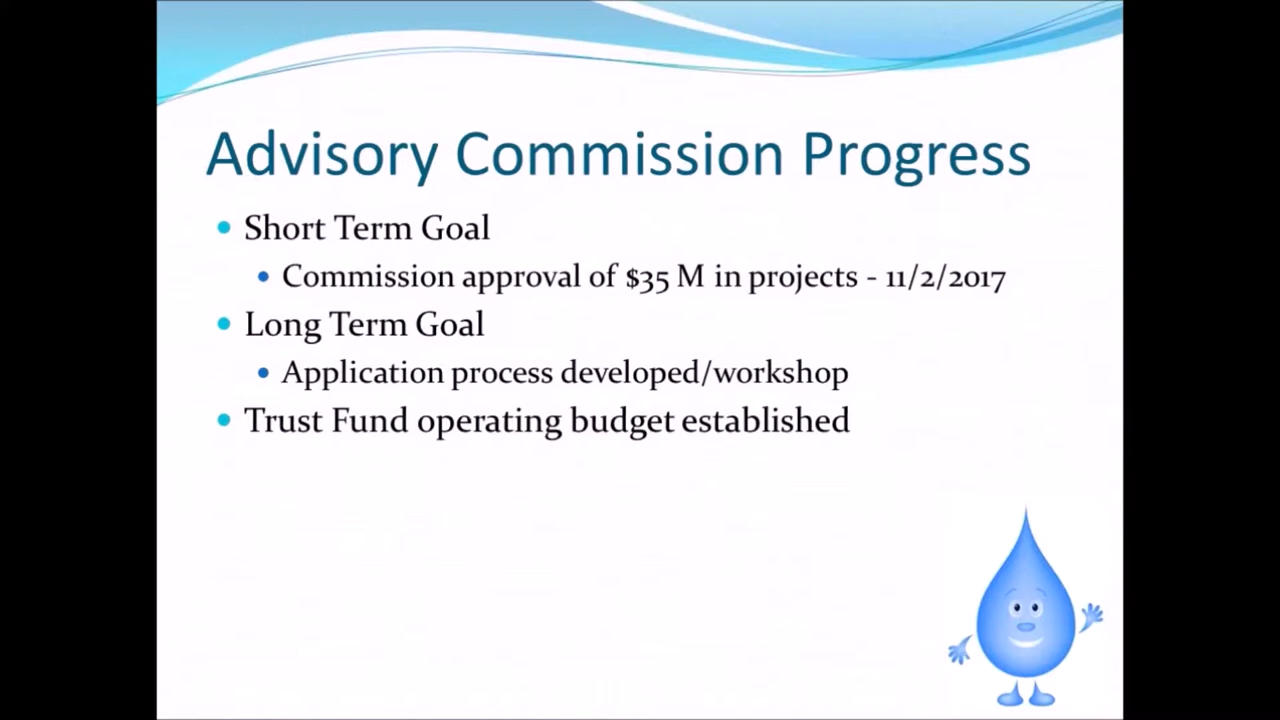 Advisory Commission Progress
• Short Term Goal
• Commission approval of $35 M in projects - 11/2/2017
• Long Term Goal
• Application process developed/workshop
• Trust Fund operating budget established